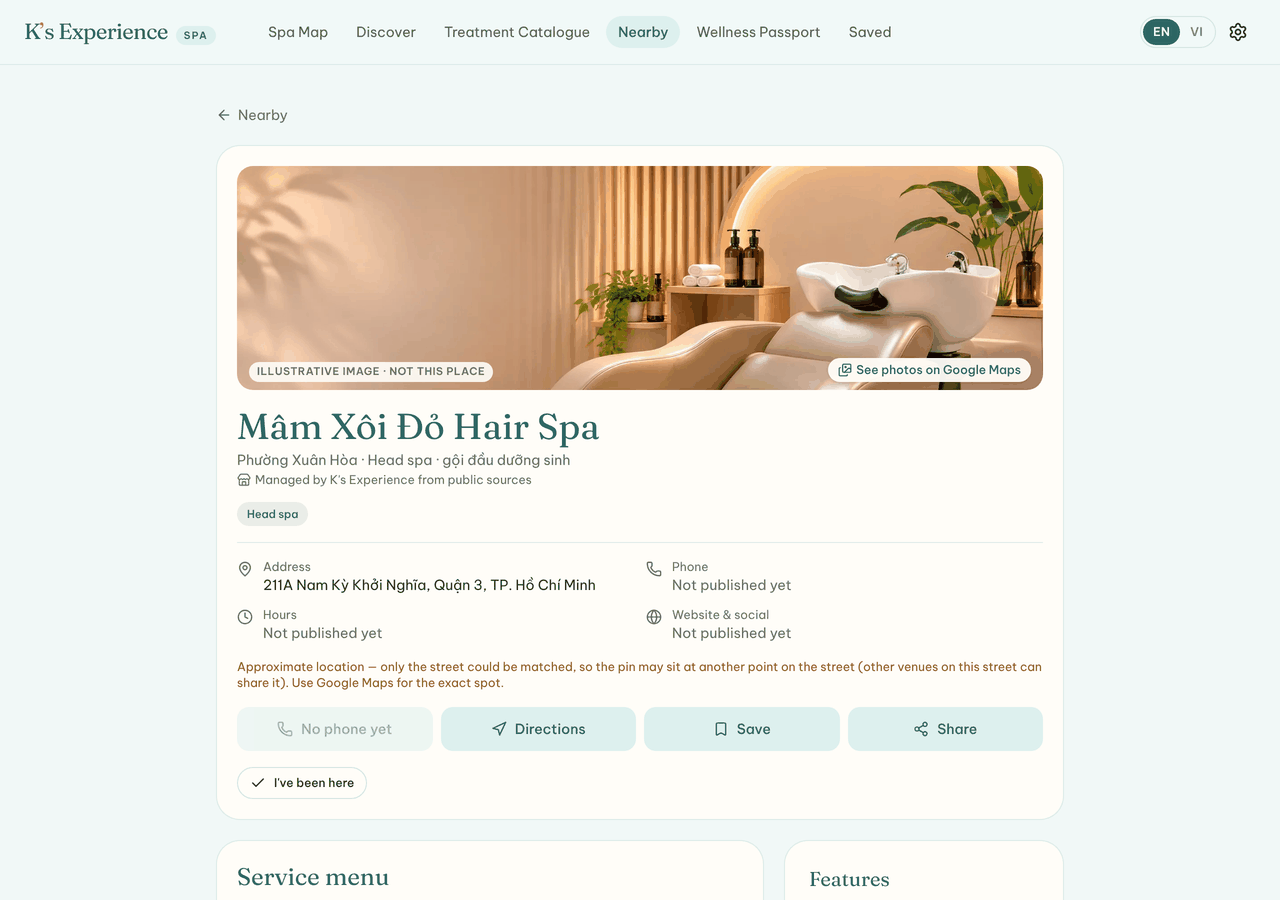 K's Experience SPA
Spa Map
Discover
Treatment Catalogue
Nearby
Wellness Passport
Saved
EN
VI
Nearby
ILLUSTRATIVE IMAGE · NOT THIS PLACE
See photos on Google Maps
Mâm Xôi Đỏ Hair Spa
Phường Xuân Hòa · Head spa · gội đầu dưỡng sinh
Managed by K's Experience from public sources
Head spa
Address
211A Nam Kỳ Khởi Nghĩa, Quận 3, TP. Hồ Chí Minh
Phone
Not published yet
Hours
Not published yet
Website & social
Not published yet
Approximate location — only the street could be matched, so the pin may sit at another point on the street (other venues on this street can
share it). Use Google Maps for the exact spot.
No phone yet
Directions
Save
Share
I've been here
Service menu
Features